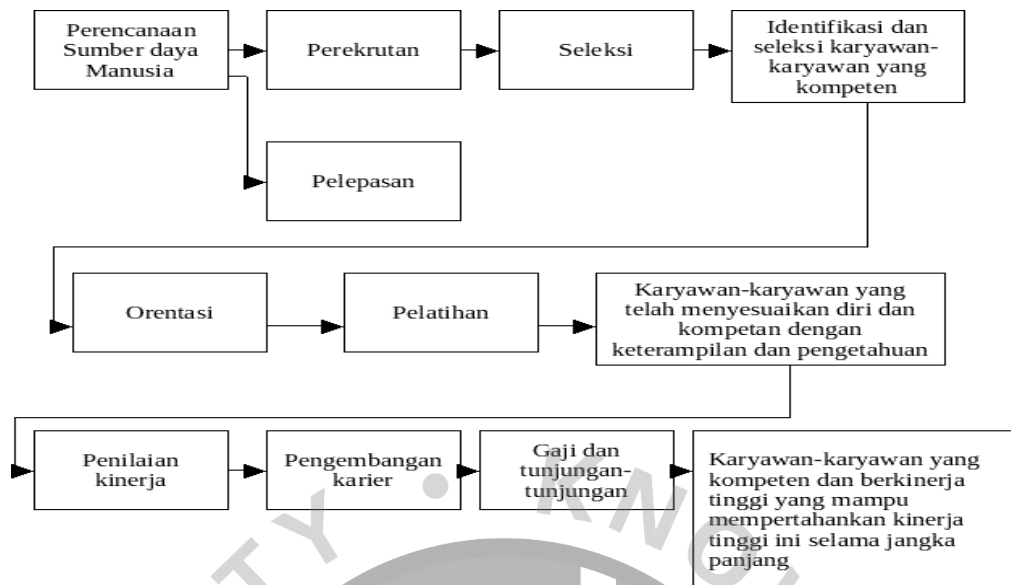 Perencanaan
Sumber daya
Manusia
Perekrutan
Seleksi
Identifikasi dan
seleksi karyawan-
karyawan yang
kompeten
Pelepasan
Orentasi
Pelatihan
Karyawan-karyawan yang
telah menyesuaikan diri dan
kompetan dengan
keterampilan dan pengetahuan
Penilaian
kinerja
Pengembangan
karier
Gaji dan
tunjungan-
tunjungan
Karyawan-karyawan yang
kompeten dan berkinerja
tinggi yang mampu
mempertahankan kinerja
tinggi ini selama jangka
panjang